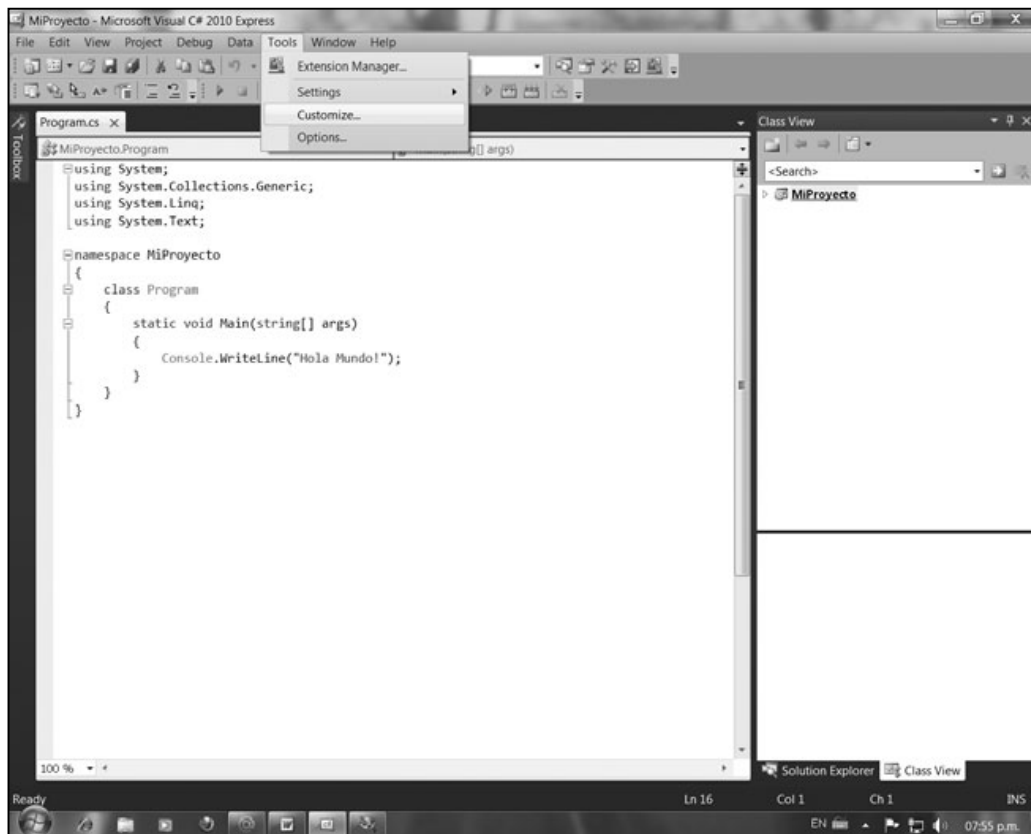 MiProyecto - Microsoft Visual C# 2010 Express
File Edit View Project Debug Data Tools Window Help
Extension Manager...
Settings
Customize...
Options...
Toolbox
Program.cs
MiProyecto.Program
args)
using System;
using System.Collections.Generic;
using System.Linq;
using System.Text;
namespace MiProyecto
{
class Program
{
static void Main(string[] args)
{
Console.WriteLine("Hola Mundo!");
}
}
}
100 %
Class View
<Search>
MiProyecto
Solution Explorer Class View
Ready Ln 16 Col 1 Ch 1 INS
EN 07:55 p.m.